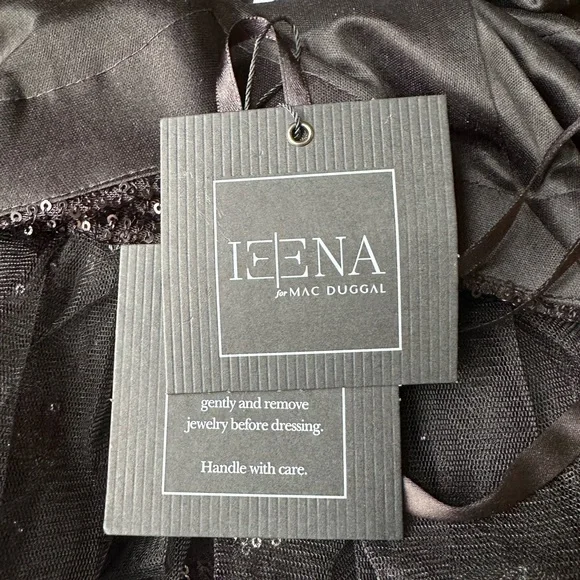 IEENA
for MAC DUGGAL
gently and remove
jewelry before dressing.
Handle with care.